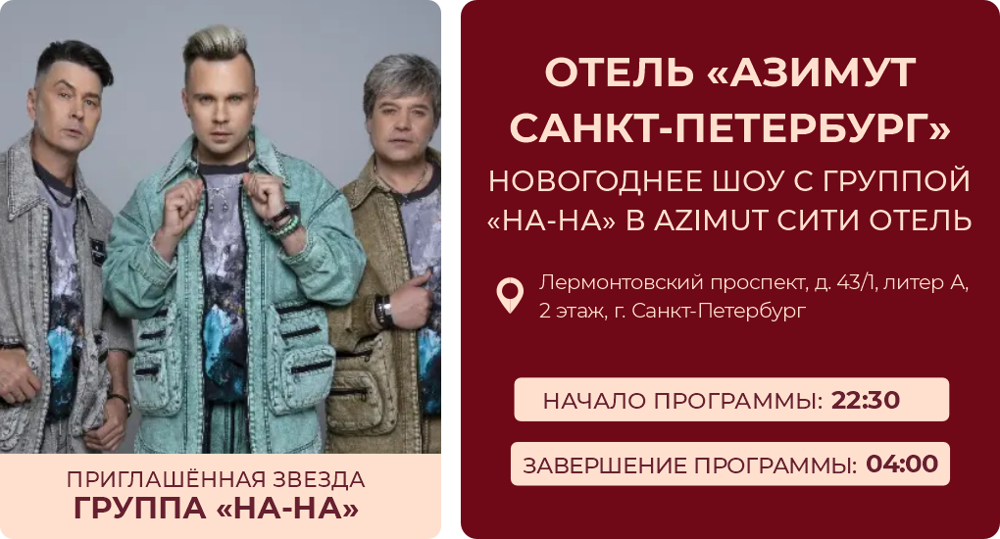 ПРИГЛАШЁННАЯ ЗВЕЗДА
ГРУППА «НА-НА»
ОТЕЛЬ «АЗИМУТ
САНКТ-ПЕТЕРБУРГ»
НОВОГОДНЕЕ ШОУ С ГРУППОЙ
«НА-НА» В AZIMUT СИТИ ОТЕЛЬ
Лермонтовский проспект, д. 43/1, литер А,
2 этаж, г. Санкт-Петербург
НАЧАЛО ПРОГРАММЫ: 22:30
ЗАВЕРШЕНИЕ ПРОГРАММЫ: 04:00